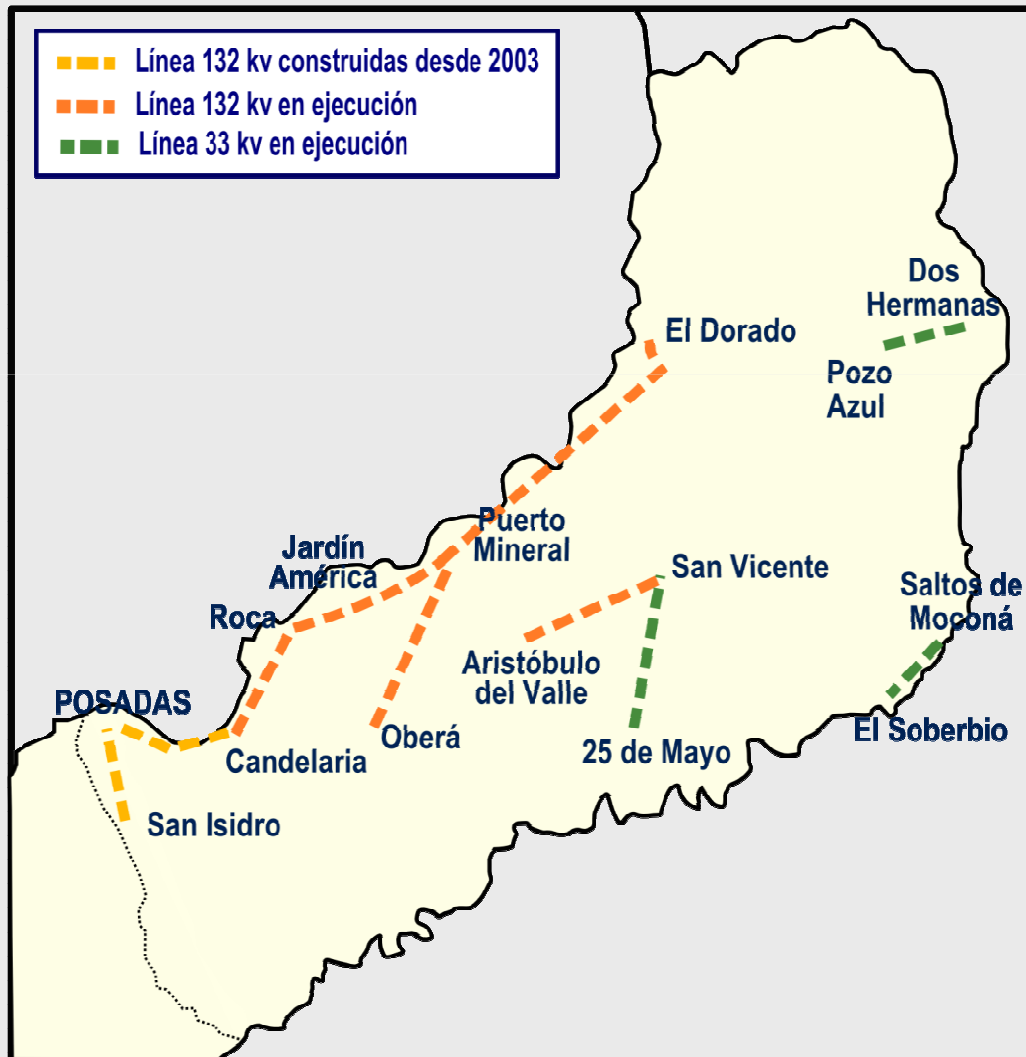 Línea 132 kv construidas desde 2003
Línea 132 kv en ejecución
Línea 33 kv en ejecución
Dos
Hermanas
El Dorado
Pozo
Azul
Puerto
Mineral
Jardín
América
San Vicente
Saltos de
Moconá
Roca
Aristóbulo
del Valle
POSADAS
Oberá
El Soberbio
Candelaria
25 de Mayo
San Isidro